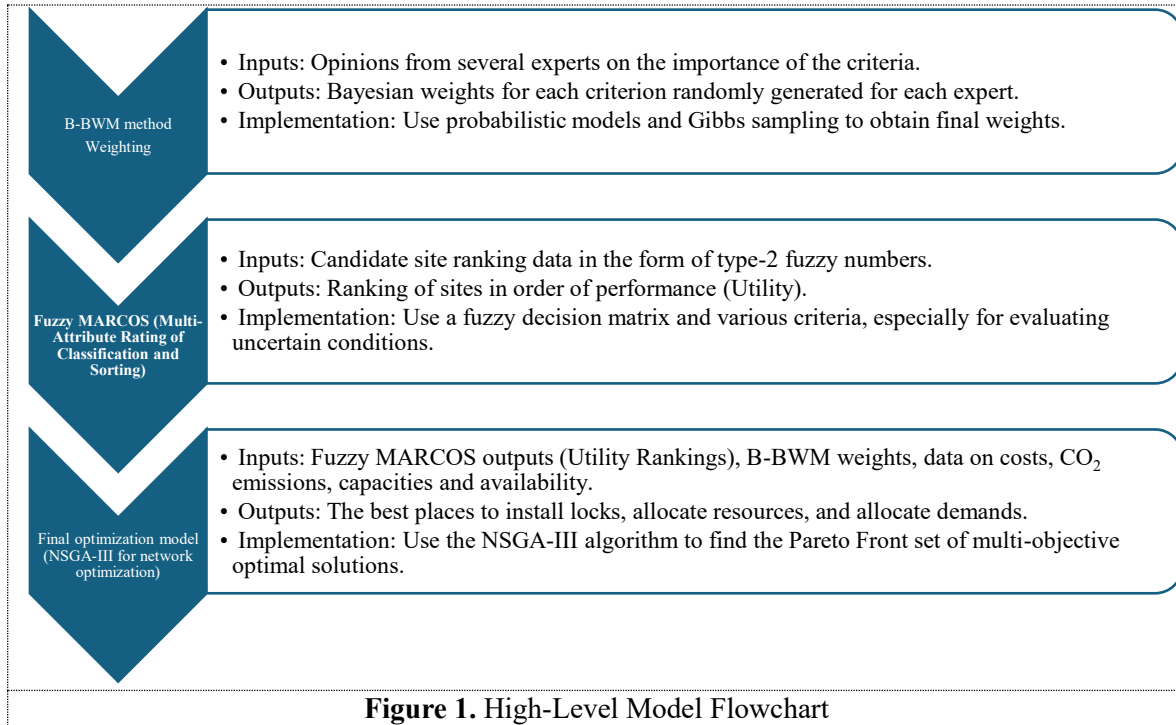 B-BWM method
Weighting
• Inputs: Opinions from several experts on the importance of the criteria.
• Outputs: Bayesian weights for each criterion randomly generated for each expert.
• Implementation: Use probabilistic models and Gibbs sampling to obtain final weights.
Fuzzy MARCOS (Multi-
Attribute Rating of
Classification and
Sorting)
• Inputs: Candidate site ranking data in the form of type-2 fuzzy numbers.
• Outputs: Ranking of sites in order of performance (Utility).
• Implementation: Use a fuzzy decision matrix and various criteria, especially for evaluating
uncertain conditions.
Final optimization model
(NSGA-III for network
optimization)
• Inputs: Fuzzy MARCOS outputs (Utility Rankings), B-BWM weights, data on costs, CO₂
emissions, capacities and availability.
• Outputs: The best places to install locks, allocate resources, and allocate demands.
• Implementation: Use the NSGA-III algorithm to find the Pareto Front set of multi-objective
optimal solutions.
Figure 1. High-Level Model Flowchart